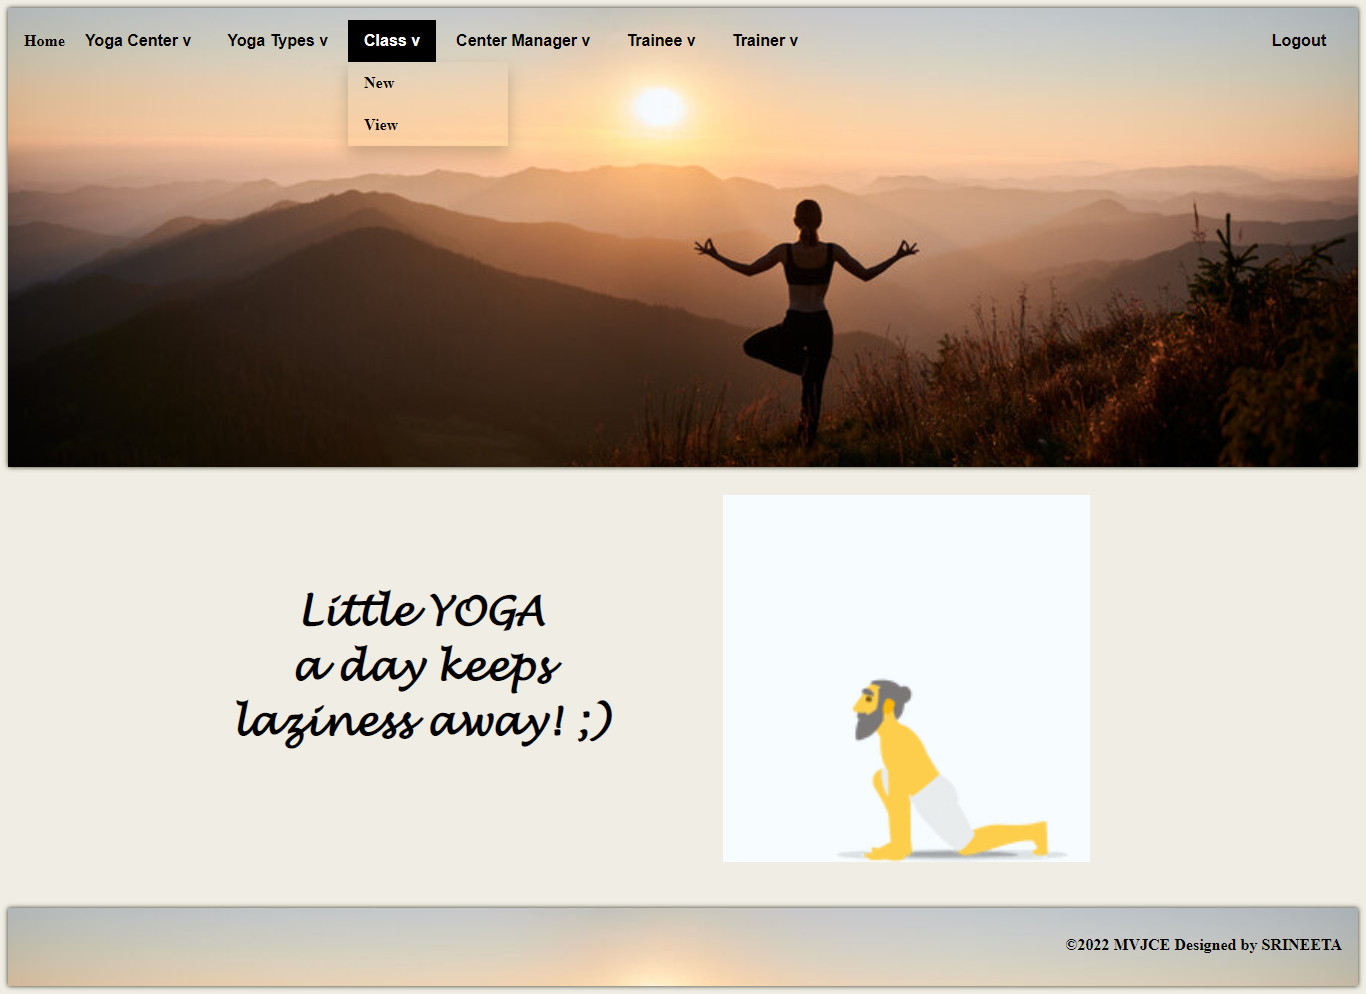 Home Yoga Center v Yoga Types v Class v Center Manager v Trainee v Trainer v Logout
New
View
Little YOGA
a day keeps
laziness away! ;)
©2022 MVJCE Designed by SRINEETA